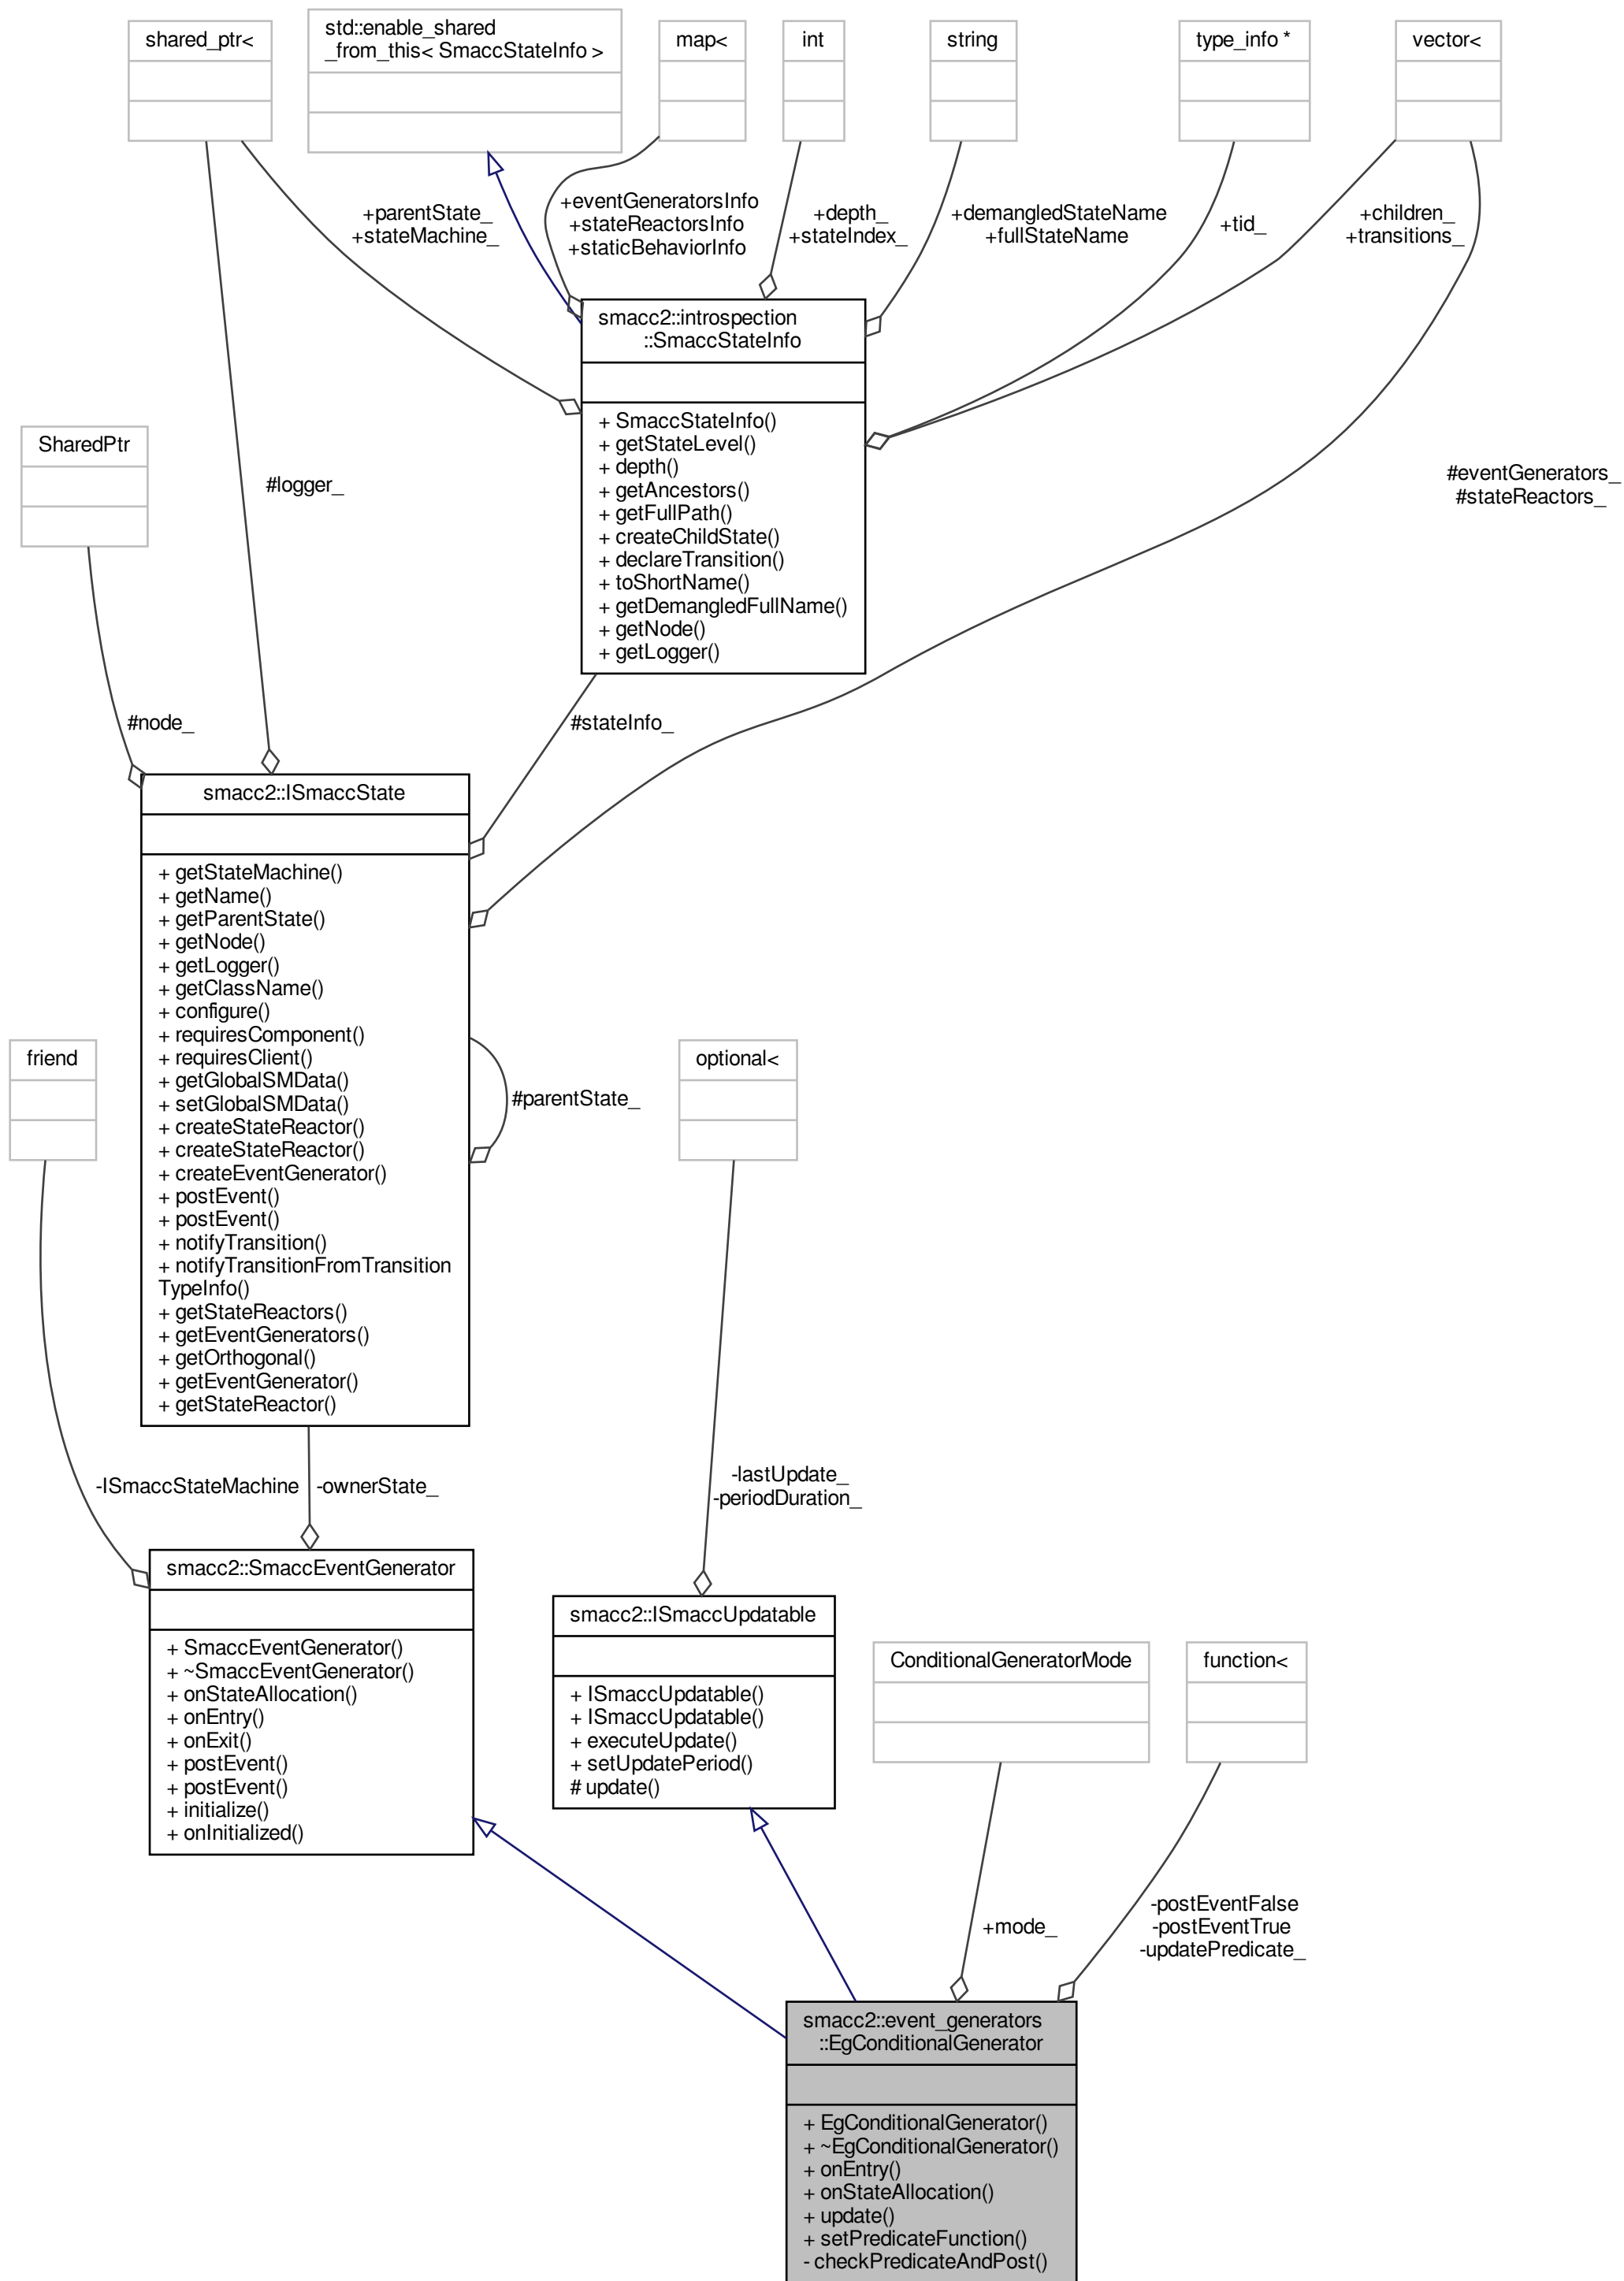 shared_ptr<
std::enable_shared
_from_this< SmaccStateInfo >
map<
int
string
type_info *
vector<
+parentState_
+stateMachine_
+eventGeneratorsInfo
+stateReactorsInfo
+staticBehaviorInfo
+depth_
+stateIndex_
+demangledStateName
+fullStateName
+tid_
+children_
+transitions_
smacc2::introspection
::SmaccStateInfo
+ SmaccStateInfo()
+ getStateLevel()
+ depth()
+ getAncestors()
+ getFullPath()
+ createChildState()
+ declareTransition()
+ toShortName()
+ getDemangledFullName()
+ getNode()
+ getLogger()
SharedPtr
#logger_
#eventGenerators_
#stateReactors_
#node_
#stateInfo_
smacc2::ISmaccState
+ getStateMachine()
+ getName()
+ getParentState()
+ getNode()
+ getLogger()
+ getClassName()
+ configure()
+ requiresComponent()
+ requiresClient()
+ getGlobalSMData()
+ setGlobalSMData()
+ createStateReactor()
+ createStateReactor()
+ createEventGenerator()
+ postEvent()
+ postEvent()
+ notifyTransition()
+ notifyTransitionFromTransition
TypeInfo()
+ getStateReactors()
+ getEventGenerators()
+ getOrthogonal()
+ getEventGenerator()
+ getStateReactor()
friend
#parentState_
optional<
-ISmaccStateMachine
-ownerState_
-lastUpdate_
-periodDuration_
smacc2::SmaccEventGenerator
+ SmaccEventGenerator()
+ ~SmaccEventGenerator()
+ onStateAllocation()
+ onEntry()
+ onExit()
+ postEvent()
+ postEvent()
+ initialize()
+ onInitialized()
smacc2::ISmaccUpdatable
+ ISmaccUpdatable()
+ ISmaccUpdatable()
+ executeUpdate()
+ setUpdatePeriod()
# update()
ConditionalGeneratorMode
function<
+mode_
-postEventFalse
-postEventTrue
-updatePredicate_
smacc2::event_generators
::EgConditionalGenerator
+ EgConditionalGenerator()
+ ~EgConditionalGenerator()
+ onEntry()
+ onStateAllocation()
+ update()
+ setPredicateFunction()
- checkPredicateAndPost()